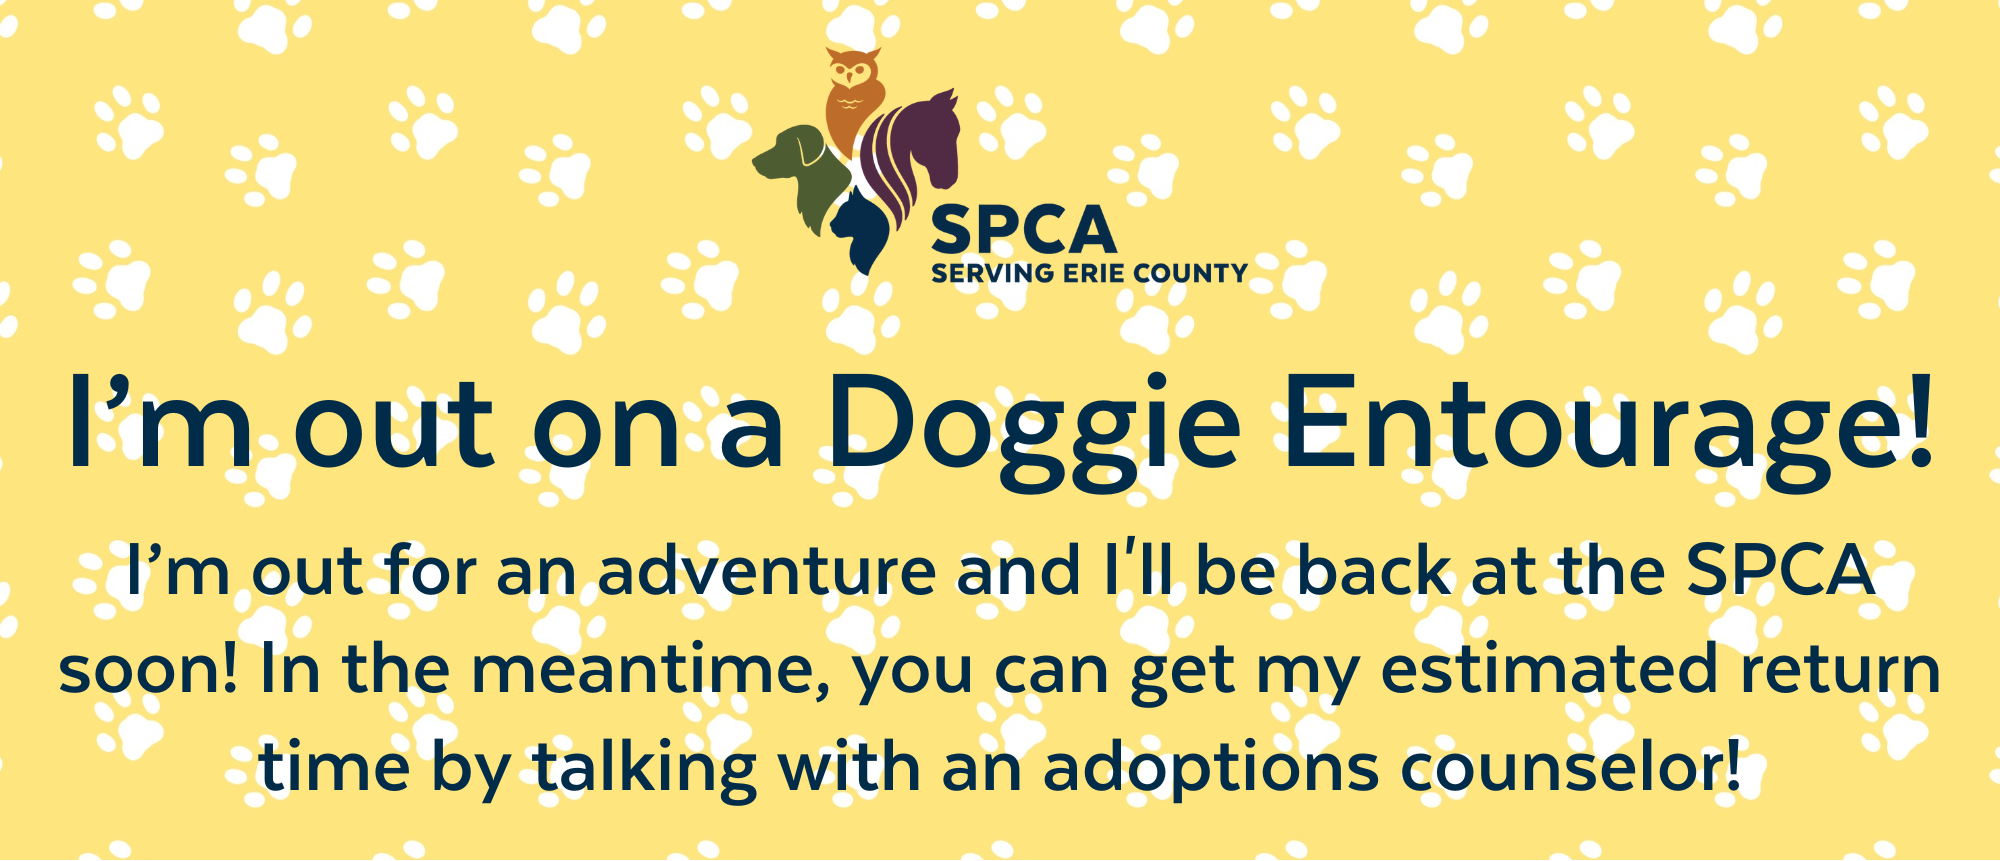 SPCA
SERVING ERIE COUNTY
I’m out on a Doggie Entourage!
I’m out for an adventure and I'll be back at the SPCA
soon! In the meantime, you can get my estimated return
time by talking with an adoptions counselor!